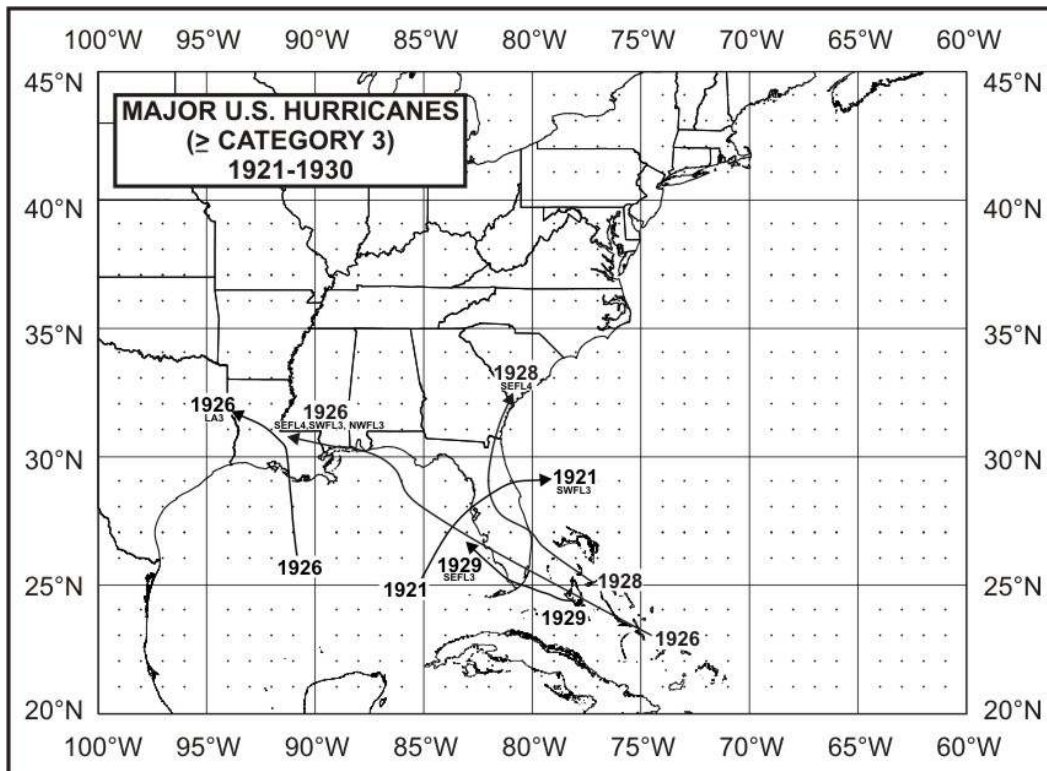 100°W 95°W 90°W 85°W 80°W 75°W 70°W 65°W 60°W
45°N 45°N
MAJOR U.S. HURRICANES
(≥ CATEGORY 3)
1921-1930
40°N 40°N
35°N 35°N
1928
SEFL4
1926
LA3
1926
SEFL4,SWFL3, NWFL3
30°N 30°N
1921
SWFL3
1926
1929
SEFL3
1921
1928
25°N 25°N
1929
1926
20°N 20°N
100°W 95°W 90°W 85°W 80°W 75°W 70°W 65°W 60°W